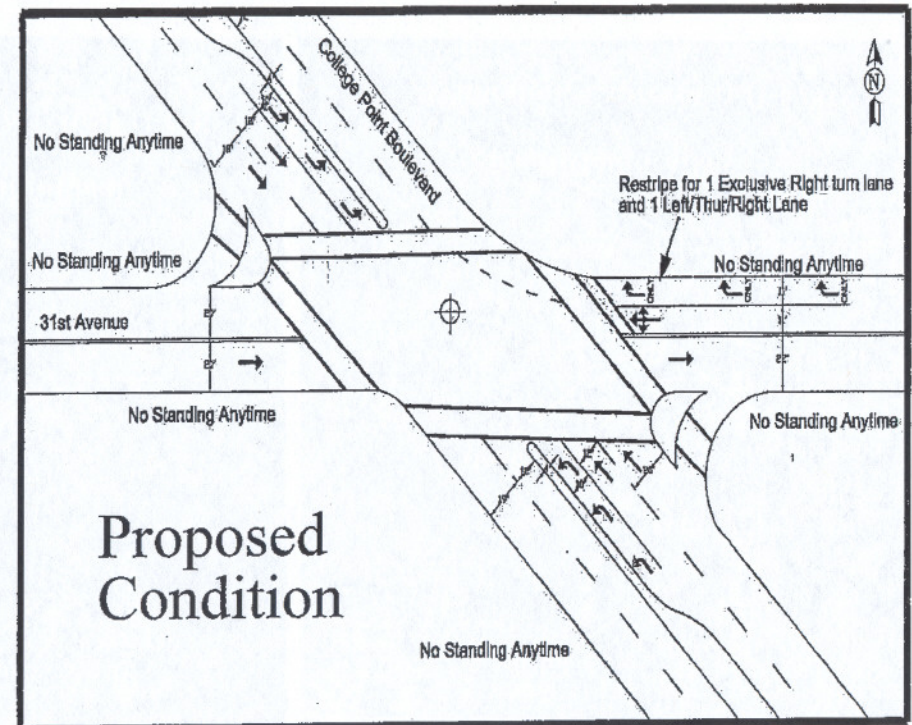 College Point Boulevard
N
No Standing Anytime
Restripe for 1 Exclusive Right turn lane
and 1 Left/Thur/Right Lane
No Standing Anytime
No Standing Anytime
31st Avenue
No Standing Anytime
No Standing Anytime
Proposed
Condition
No Standing Anytime